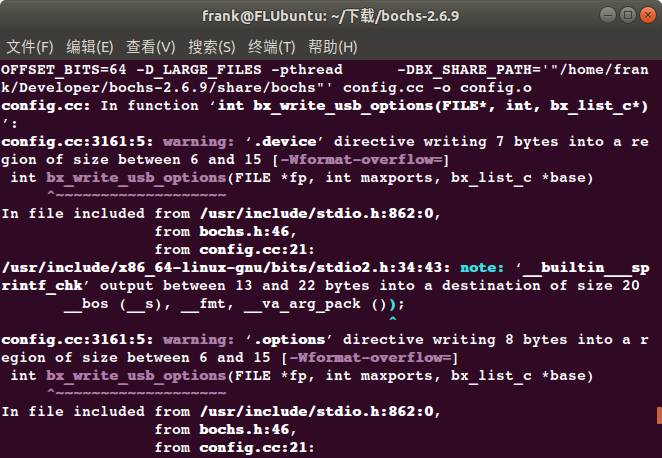 frank@FLUbuntu: ~/下载/bochs-2.6.9
文件(F) 编辑(E) 查看(V) 搜索(S) 终端(T) 帮助(H)
OFFSET_BITS=64 -D_LARGE_FILES -pthread      -DBX_SHARE_PATH='"/home/fran
k/Developer/bochs-2.6.9/share/bochs"' config.cc -o config.o
config.cc: In function ‘int bx_write_usb_options(FILE*, int, bx_list_c*)
’:
config.cc:3161:5: warning: ‘.device’ directive writing 7 bytes into a re
gion of size between 6 and 15 [-Wformat-overflow=]
 int bx_write_usb_options(FILE *fp, int maxports, bx_list_c *base)
     ^~~~~~~~~~~~~~~~~~~~
In file included from /usr/include/stdio.h:862:0,
                 from bochs.h:46,
                 from config.cc:21:
/usr/include/x86_64-linux-gnu/bits/stdio2.h:34:43: note: ‘__builtin___sp
rintf_chk’ output between 13 and 22 bytes into a destination of size 20
       __bos (__s), __fmt, __va_arg_pack ());
                                           ^
config.cc:3161:5: warning: ‘.options’ directive writing 8 bytes into a r
egion of size between 6 and 15 [-Wformat-overflow=]
 int bx_write_usb_options(FILE *fp, int maxports, bx_list_c *base)
     ^~~~~~~~~~~~~~~~~~~~
In file included from /usr/include/stdio.h:862:0,
                 from bochs.h:46,
                 from config.cc:21: